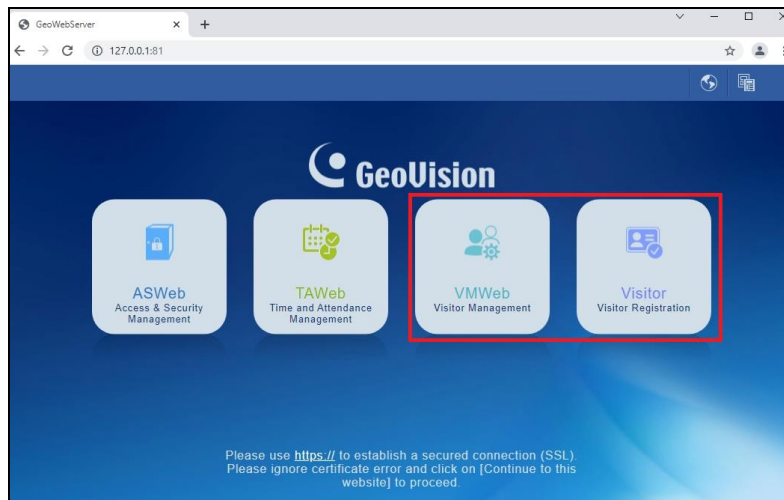 GeoWebServer
127.0.0.1:81
GeoVision
ASWeb
Access & Security
Management
TAWeb
Time and Attendance
Management
VMWeb
Visitor Management
Visitor
Visitor Registration
Please use https:// to establish a secured connection (SSL).
Please ignore certificate error and click on [Continue to this
website] to proceed.